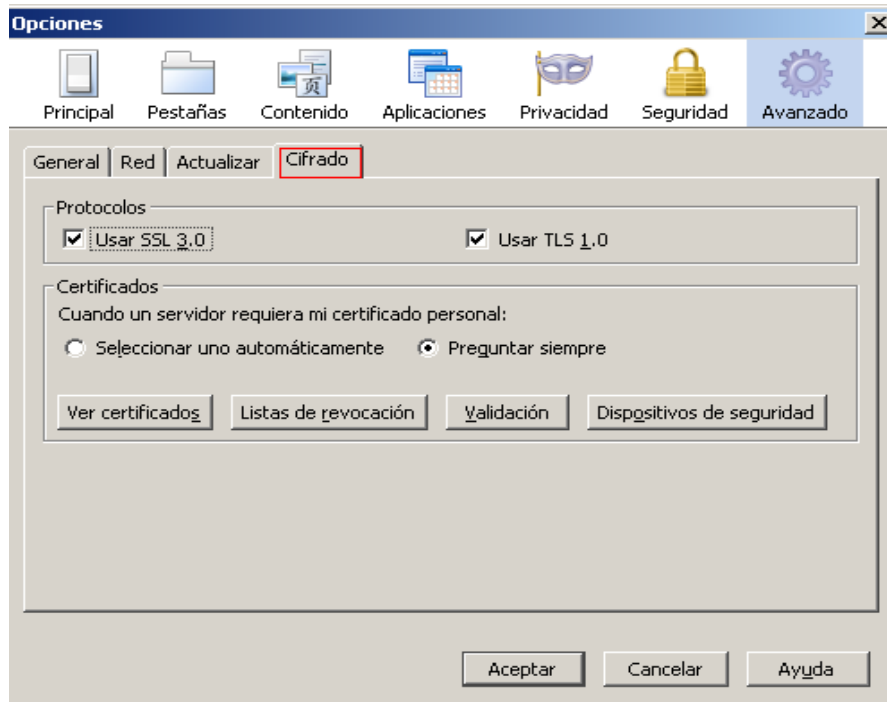 Opciones
Principal Pestañas Contenido Aplicaciones Privacidad Seguridad Avanzado
General Red Actualizar Cifrado
Protocolos
Usar SSL 3.0 Usar TLS 1.0
Certificados
Cuando un servidor requiera mi certificado personal:
Seleccionar uno automáticamente Preguntar siempre
Ver certificados Listas de revocación Validación Dispositivos de seguridad
Aceptar Cancelar Ayuda